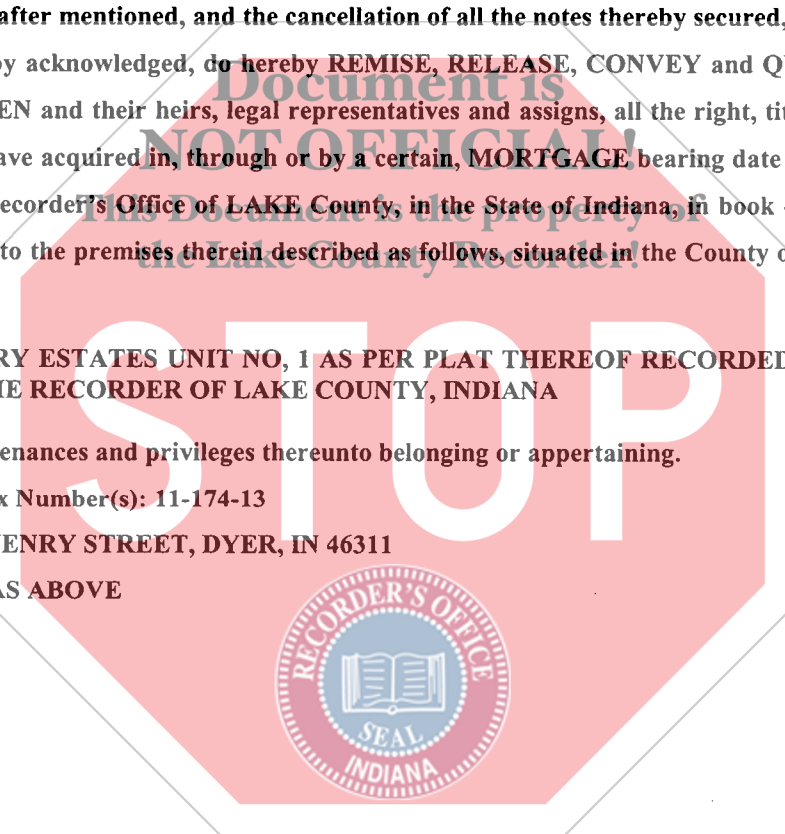 after mentioned, and the cancellation of all the notes thereby secured,
by acknowledged, do hereby REMISE, RELEASE, CONVEY and Q
Document is
EN and their heirs, legal representatives and assigns, all the right, tit
NOT OFFICIAL!
ave acquired in, through or by a certain, MORTGAGE bearing date
ecorder's Office of LAKE County, in the State of Indiana, in book
This Document is the property of
to the premises therein described as follows, situated in the County o
the Lake County Recorder!
STOP
RY ESTATES UNIT NO, 1 AS PER PLAT THEREOF RECORDED
HE RECORDER OF LAKE COUNTY, INDIANA
enances and privileges thereunto belonging or appertaining.
x Number(s): 11-174-13
HENRY STREET, DYER, IN 46311
AS ABOVE
RECORDER'S OFFICE
SEAL
INDIANA